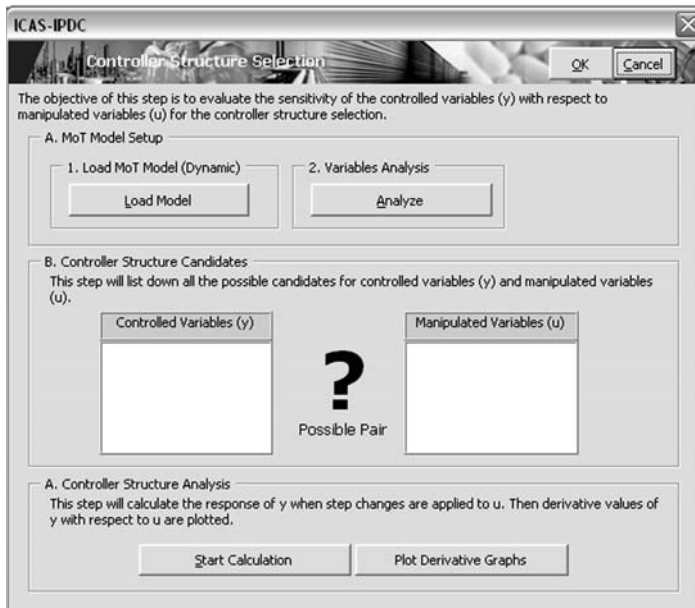 ICAS-IPDC
Controller Structure Selection
OK
Cancel
The objective of this step is to evaluate the sensitivity of the controlled variables (y) with respect to
manipulated variables (u) for the controller structure selection.
A. MoT Model Setup
1. Load MoT Model (Dynamic)
Load Model
2. Variables Analysis
Analyze
B. Controller Structure Candidates
This step will list down all the possible candidates for controlled variables (y) and manipulated variables
(u).
Controlled Variables (y)
?
Possible Pair
Manipulated Variables (u)
A. Controller Structure Analysis
This step will calculate the response of y when step changes are applied to u. Then derivative values of
y with respect to u are plotted.
Start Calculation
Plot Derivative Graphs